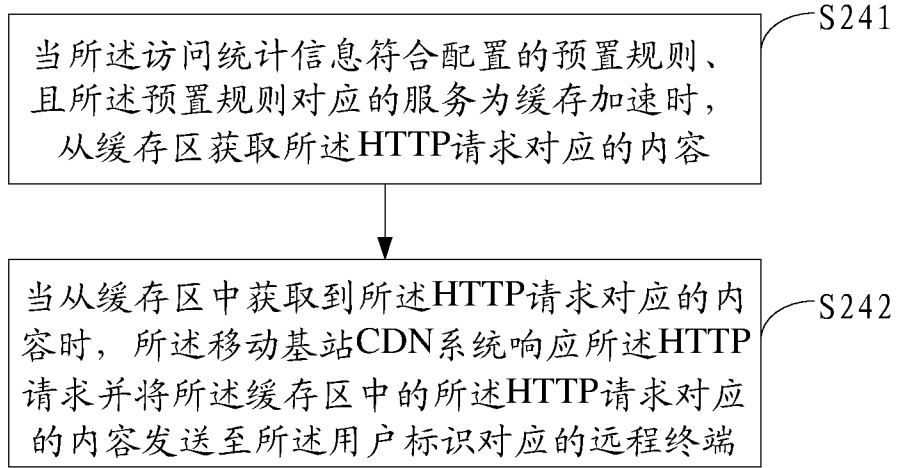 S241
当所述访问统计信息符合配置的预置规则、
且所述预置规则对应的服务为缓存加速时，
从缓存区获取所述HTTP请求对应的内容
S242
当从缓存区中获取到所述HTTP请求对应的内
容时，所述移动基站CDN系统响应所述HTTP
请求并将所述缓存区中的所述HTTP请求对应
的内容发送至所述用户标识对应的远程终端